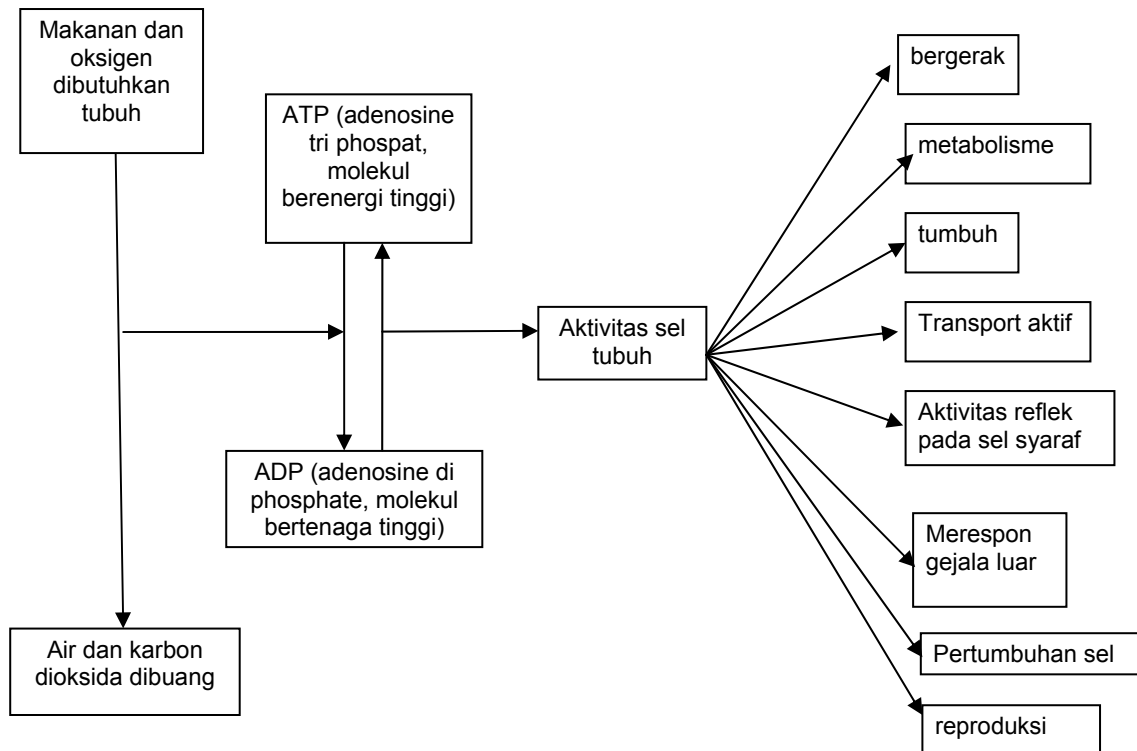 Makanan dan
oksigen
dibutuhkan
tubuh
ATP (adenosine
tri phospat,
molekul
berenergi tinggi)
ADP (adenosine di
phosphate, molekul
bertenaga tinggi)
Air dan karbon
dioksida dibuang
Aktivitas sel
tubuh
bergerak
metabolisme
tumbuh
Transport aktif
Aktivitas reflek
pada sel syaraf
Merespon
gejala luar
Pertumbuhan sel
reproduksi